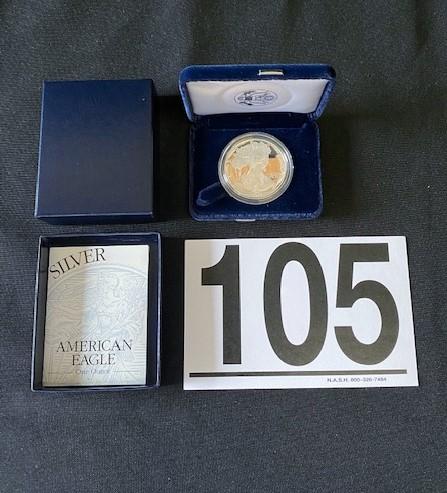 SILVER
AMERICAN
EAGLE
One Ounce
105
N.A.S.H. 800-326-7484